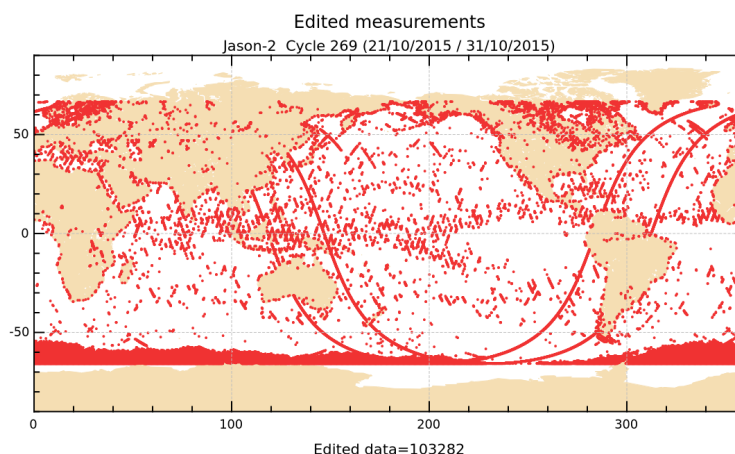 Edited measurements
Jason-2 Cycle 269 (21/10/2015 / 31/10/2015)
50
0
-50
0 100 200 300
Edited data=103282